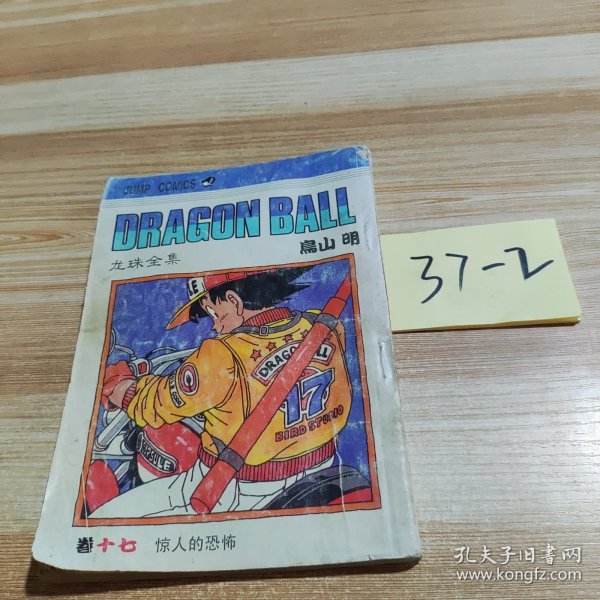 JUMP COMICS
DRAGON BALL
鳥山 明
龙珠全集
37-2
DRAGON BALL
17
BIRD STUDIO
卷十七 惊人的恐怖
孔夫子旧书网
www.kongfz.com